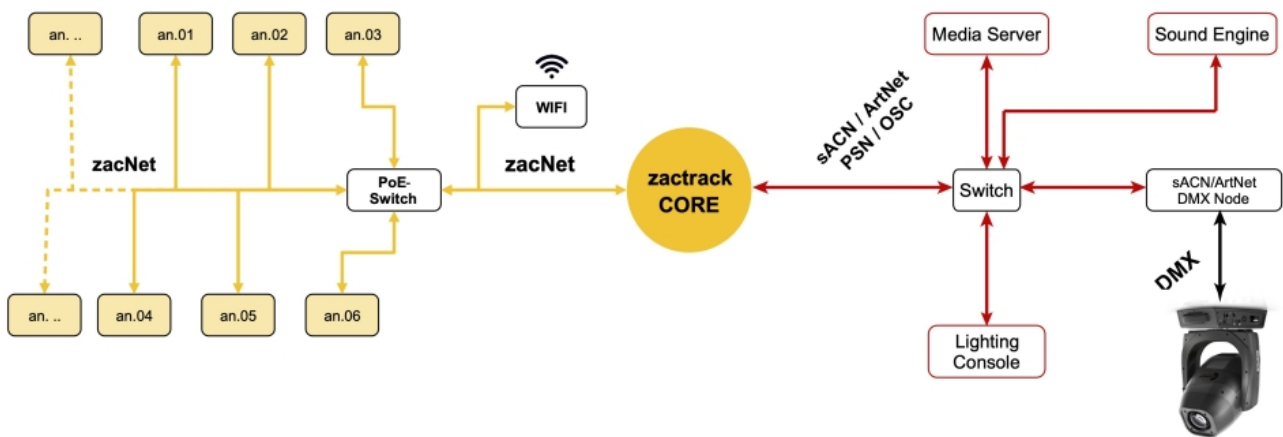 an. ..
an.01
an.02
an.03
WIFI
zacNet
PoE-
Switch
zacNet
zactrack
CORE
an. ..
an.04
an.05
an.06
sACN / ArtNet
PSN / OSC
Media Server
Sound Engine
Switch
sACN/ArtNet
DMX Node
DMX
Lighting
Console